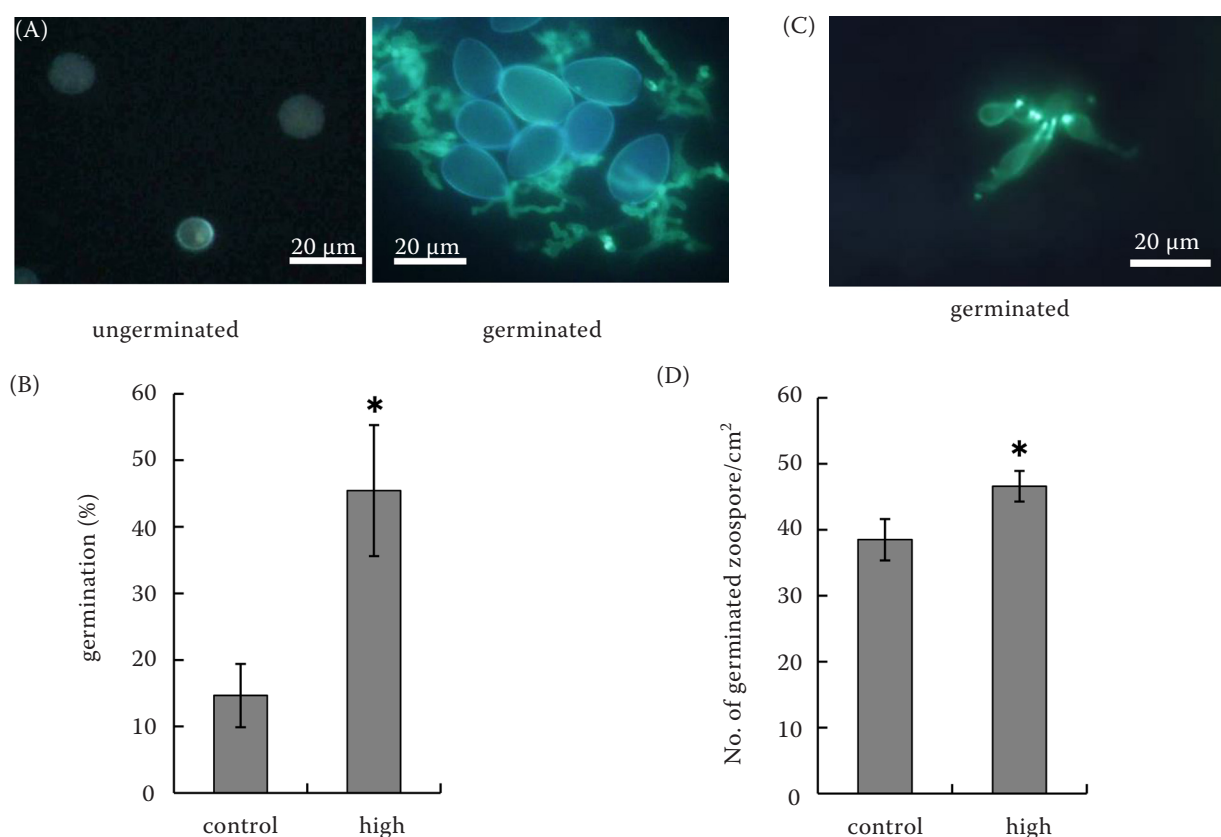 (A)
20 µm
20 µm
(C)
20 µm
ungerminated
germinated
germinated
(B)
germination (%)
60
50
40
30
20
10
0
*
control
high
(D)
No. of germinated zoospore/cm²
60
50
40
30
20
10
0
*
control
high